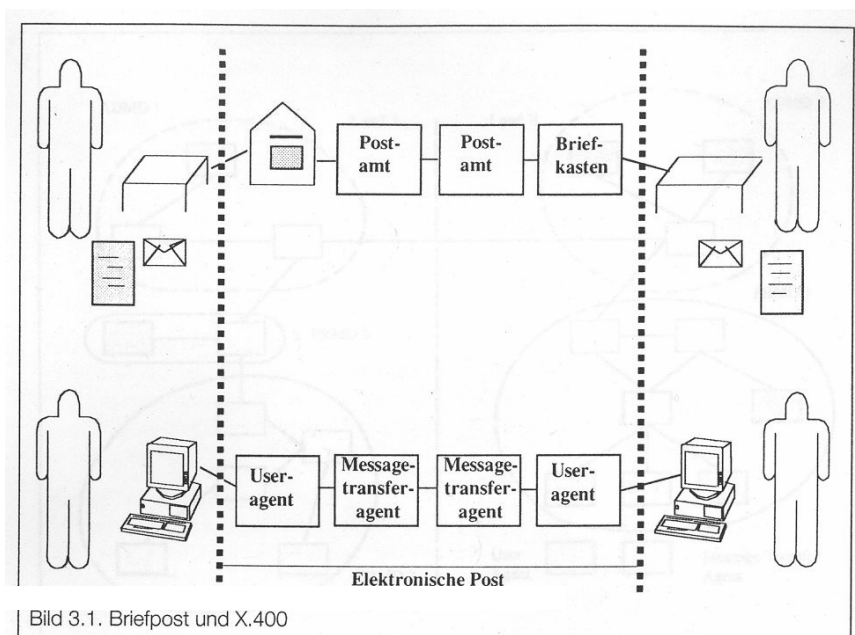 Post-
amt
Post-
amt
Brief-
kasten
User-
agent
Message-
transfer-
agent
Message-
transfer-
agent
User-
agent
Elektronische Post
Bild 3.1. Briefpost und X.400